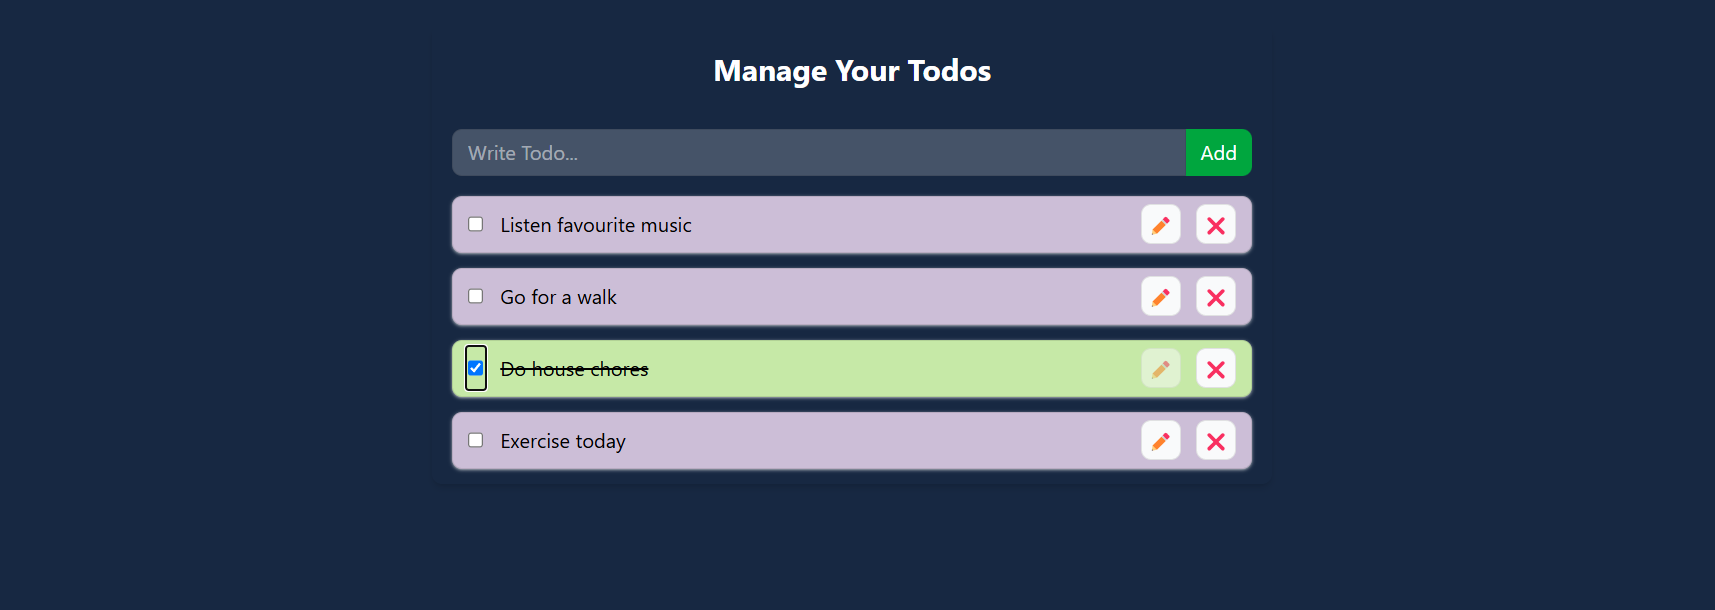 Manage Your Todos
Write Todo...
Add
Listen favourite music
Go for a walk
Do house chores
Exercise today